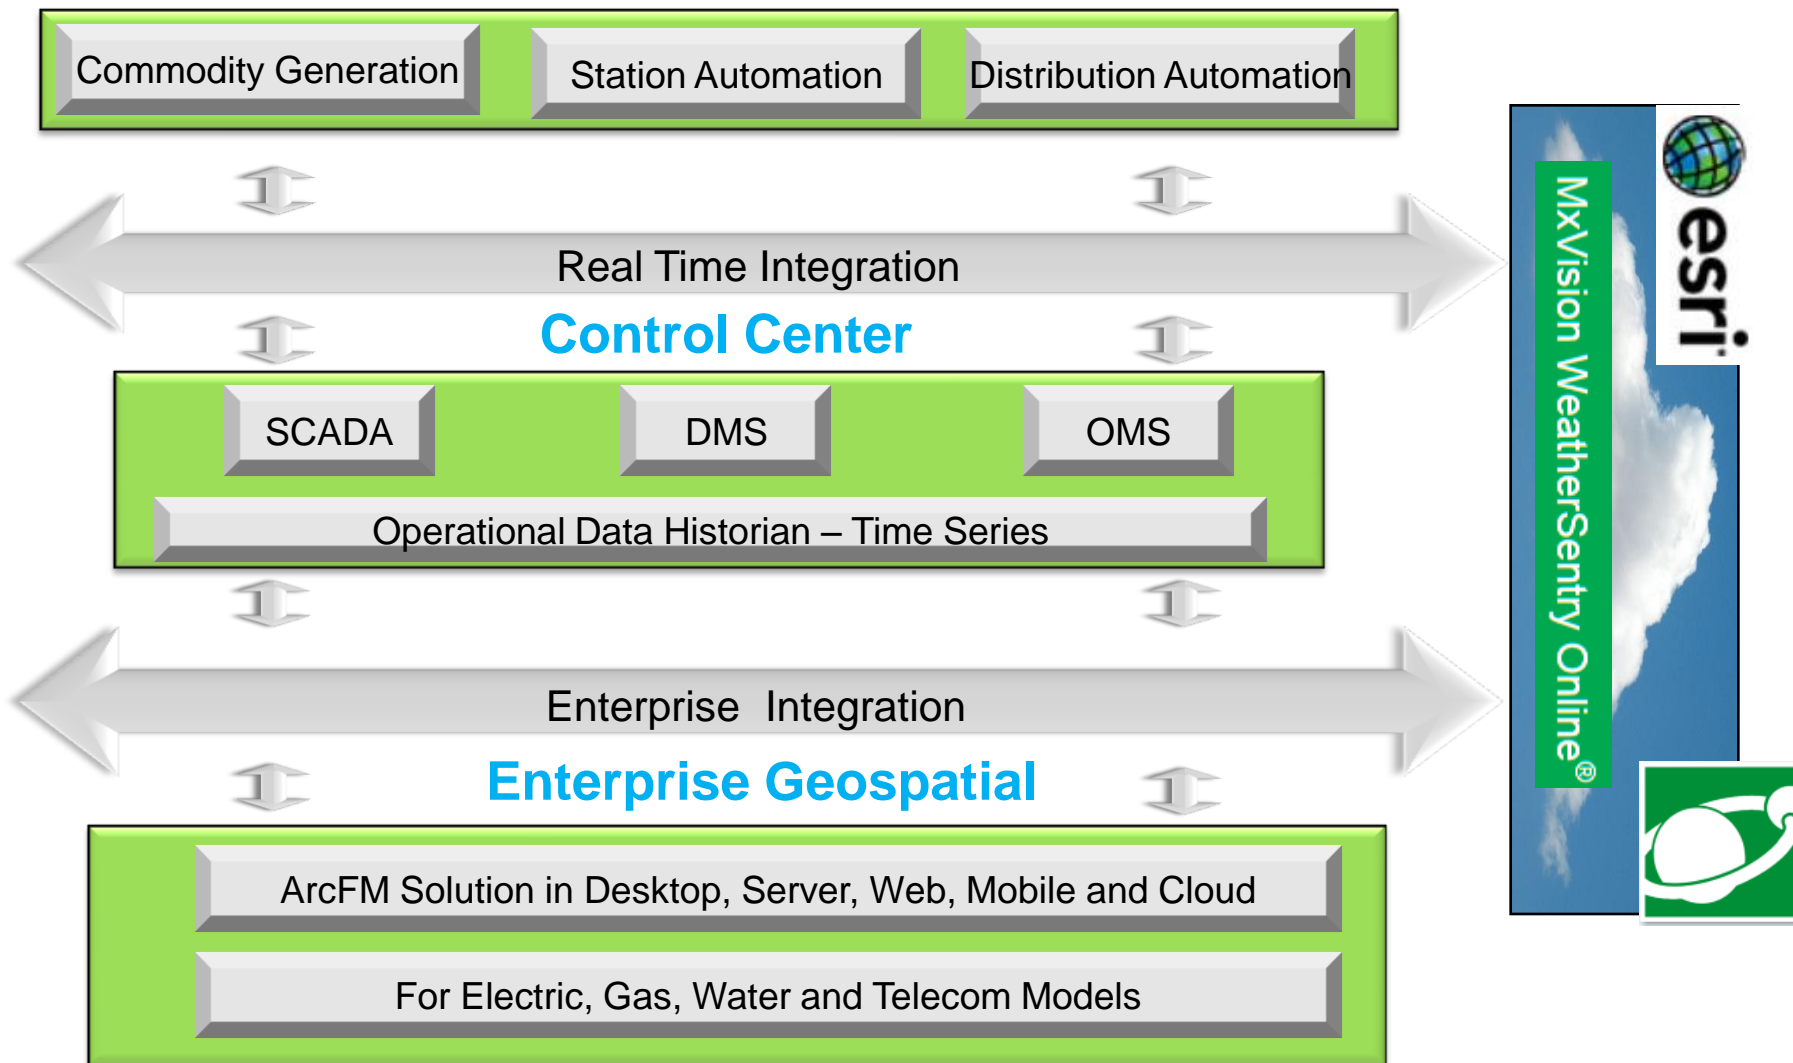 Commodity Generation
Station Automation
Distribution Automation
Real Time Integration
Control Center
SCADA
DMS
OMS
Operational Data Historian – Time Series
Enterprise Integration
Enterprise Geospatial
ArcFM Solution in Desktop, Server, Web, Mobile and Cloud
For Electric, Gas, Water and Telecom Models
esri
MxVision WeatherSentry Online®